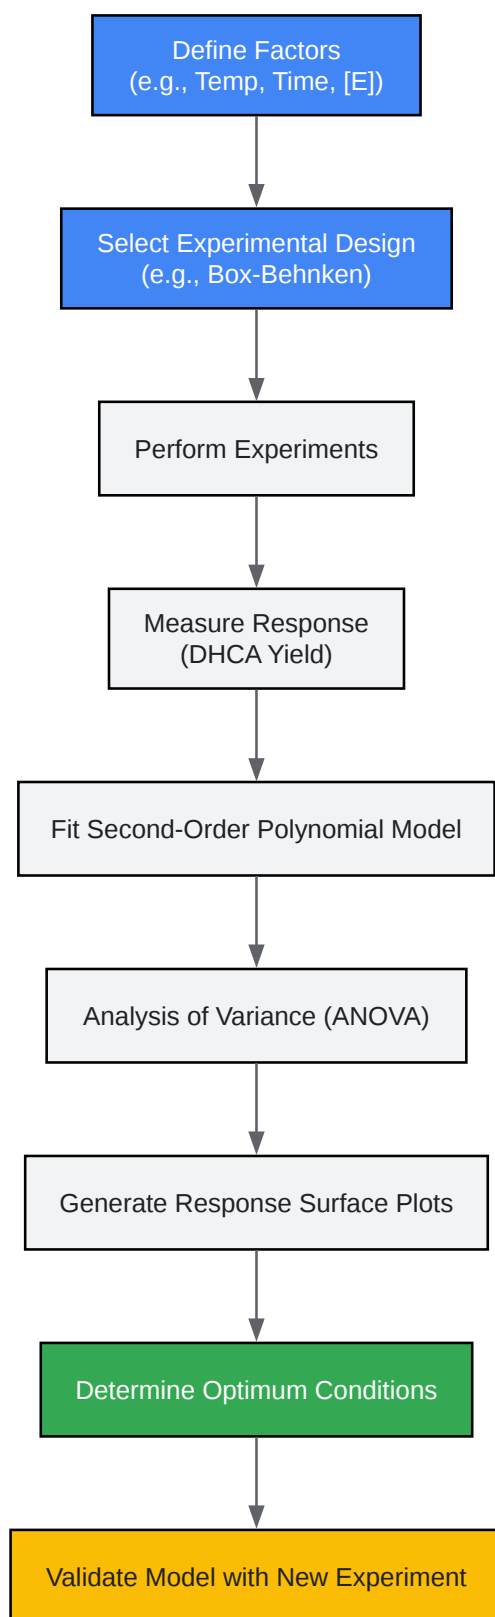 Define Factors
(e.g., Temp, Time, [E])
Select Experimental Design
(e.g., Box-Behnken)
Perform Experiments
Measure Response
(DHCA Yield)
Fit Second-Order Polynomial Model
Analysis of Variance (ANOVA)
Generate Response Surface Plots
Determine Optimum Conditions
Validate Model with New Experiment